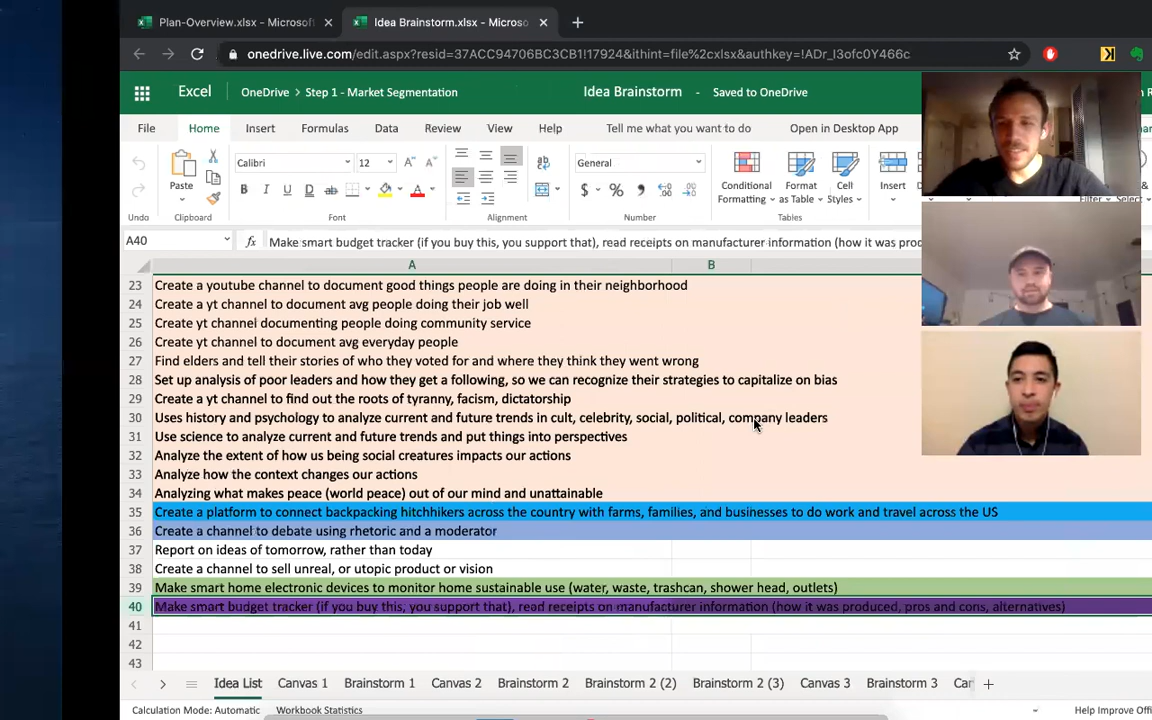 Plan-Overview.xlsx - Microsoft
Idea Brainstorm.xlsx - Microso
onedrive.live.com/edit.aspx?resid=37ACC94706BC3CB1!17924&ithint=file%2cxlsx&authkey=!ADr_I3ofc0Y466c
Excel OneDrive > Step 1 - Market Segmentation Idea Brainstorm - Saved to OneDrive
File Home Insert Formulas Data Review View Help Tell me what you want to do Open in Desktop App
Calibri 12 General
Paste B I U D ab A $ % Conditional Formatting Format as Table Cell Styles Insert
Undo Clipboard Font Alignment Number Tables
A40 fx Make smart budget tracker (if you buy this, you support that), read receipts on manufacturer information (how it was proc
A B
23 Create a youtube channel to document good things people are doing in their neighborhood
24 Create a yt channel to document avg people doing their job well
25 Create yt channel documenting people doing community service
26 Create yt channel to document avg everyday people
27 Find elders and tell their stories of who they voted for and where they think they went wrong
28 Set up analysis of poor leaders and how they get a following, so we can recognize their strategies to capitalize on bias
29 Create a yt channel to find out the roots of tyranny, facism, dictatorship
30 Uses history and psychology to analyze current and future trends in cult, celebrity, social, political, company leaders
31 Use science to analyze current and future trends and put things into perspectives
32 Analyze the extent of how us being social creatures impacts our actions
33 Analyze how the context changes our actions
34 Analyzing what makes peace (world peace) out of our mind and unattainable
35 Create a platform to connect backpacking hitchhikers across the country with farms, families, and businesses to do work and travel across the US
36 Create a channel to debate using rhetoric and a moderator
37 Report on ideas of tomorrow, rather than today
38 Create a channel to sell unreal, or utopic product or vision
39 Make smart home electronic devices to monitor home sustainable use (water, waste, trashcan, shower head, outlets)
40 Make smart budget tracker (if you buy this, you support that), read receipts on manufacturer information (how it was produced, pros and cons, alternatives)
41
42
43
Idea List Canvas 1 Brainstorm 1 Canvas 2 Brainstorm 2 Brainstorm 2 (2) Brainstorm 2 (3) Canvas 3 Brainstorm 3 Car
Calculation Mode: Automatic Workbook Statistics Help Improve Offi